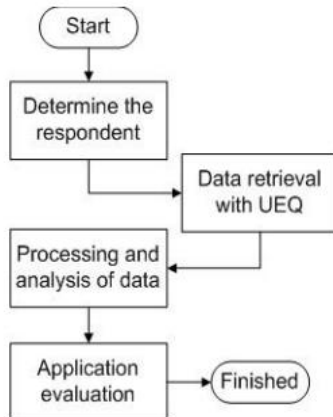 Start
Determine the
respondent
Data retrieval
with UEQ
Processing and
analysis of data
Application
evaluation
Finished